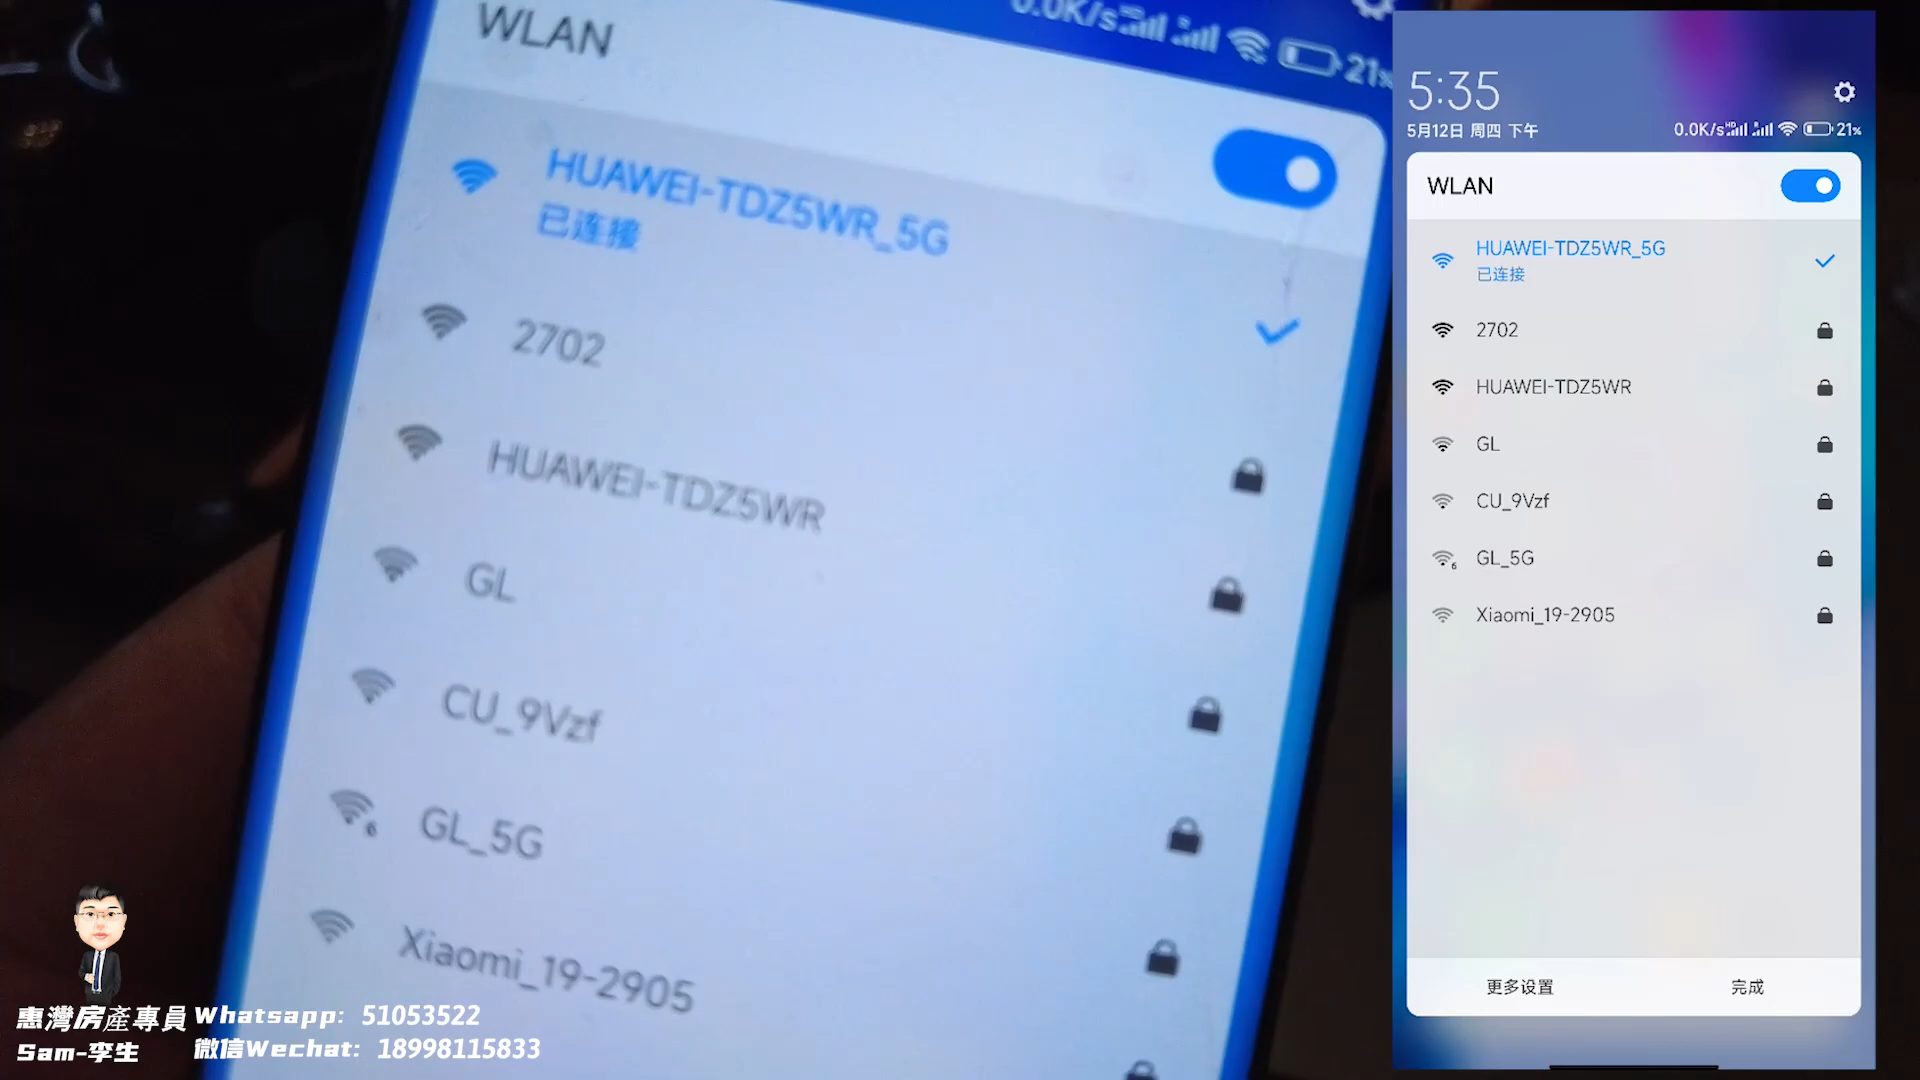 WLAN
0.0K/s
21%
HUAWEI-TDZ5WR_5G
已连接
2702
HUAWEI-TDZ5WR
GL
CU_9Vzf
GL_5G
Xiaomi_19-2905
5:35
5月12日 周四 下午
0.0K/s HD R 21%
WLAN
HUAWEI-TDZ5WR_5G
已连接
2702
HUAWEI-TDZ5WR
GL
CU_9Vzf
6 GL_5G
Xiaomi_19-2905
更多设置
完成
惠灣房產專員 Whatsapp: 51053522
Sam-李生 微信Wechat: 18998115833